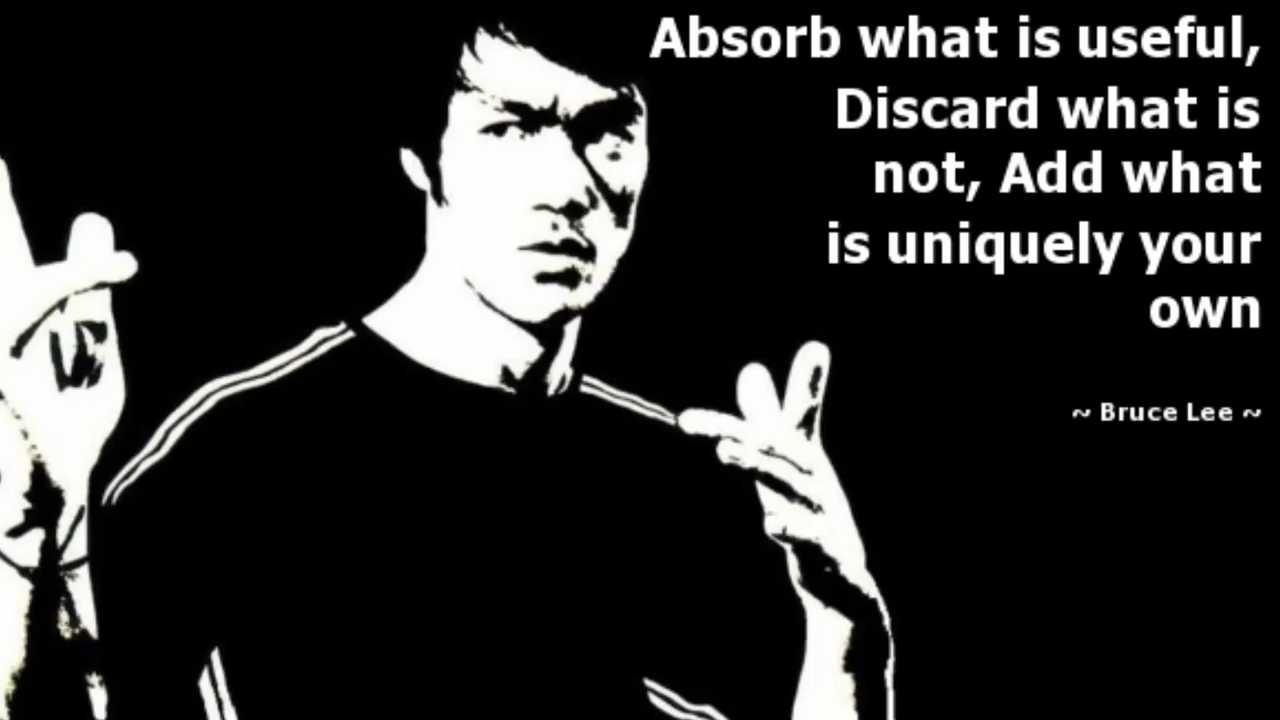 Absorb what is useful,
Discard what is
not, Add what
is uniquely your
own
~ Bruce Lee ~